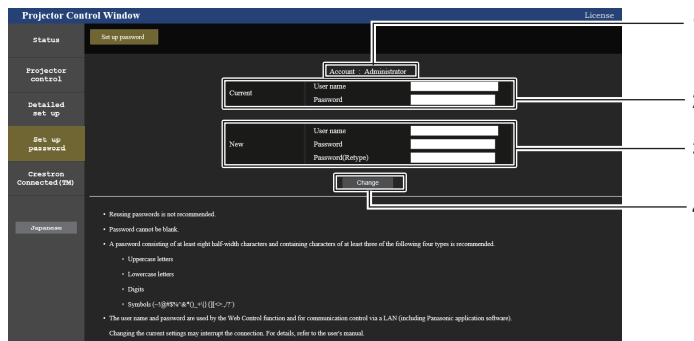 Projector Control Window License
Status
Set up password
Projector control
Detailed set up
Set up password
Crestron Connected(TM)
Japanese
Account : Administrator
Current
User name
Password
New
User name
Password
Password(Retype)
Change
• Reusing passwords is not recommended.
• Password cannot be blank.
• A password consisting of at least eight half-width characters and containing characters of at least three of the following four types is recommended.
• Uppercase letters
• Lowercase letters
• Digits
• Symbols
• The user name and password are used by the Web Control function and for communication control via a LAN (including Panasonic application software).
Changing the current settings may interrupt the connection. For details, refer to the user's manual.